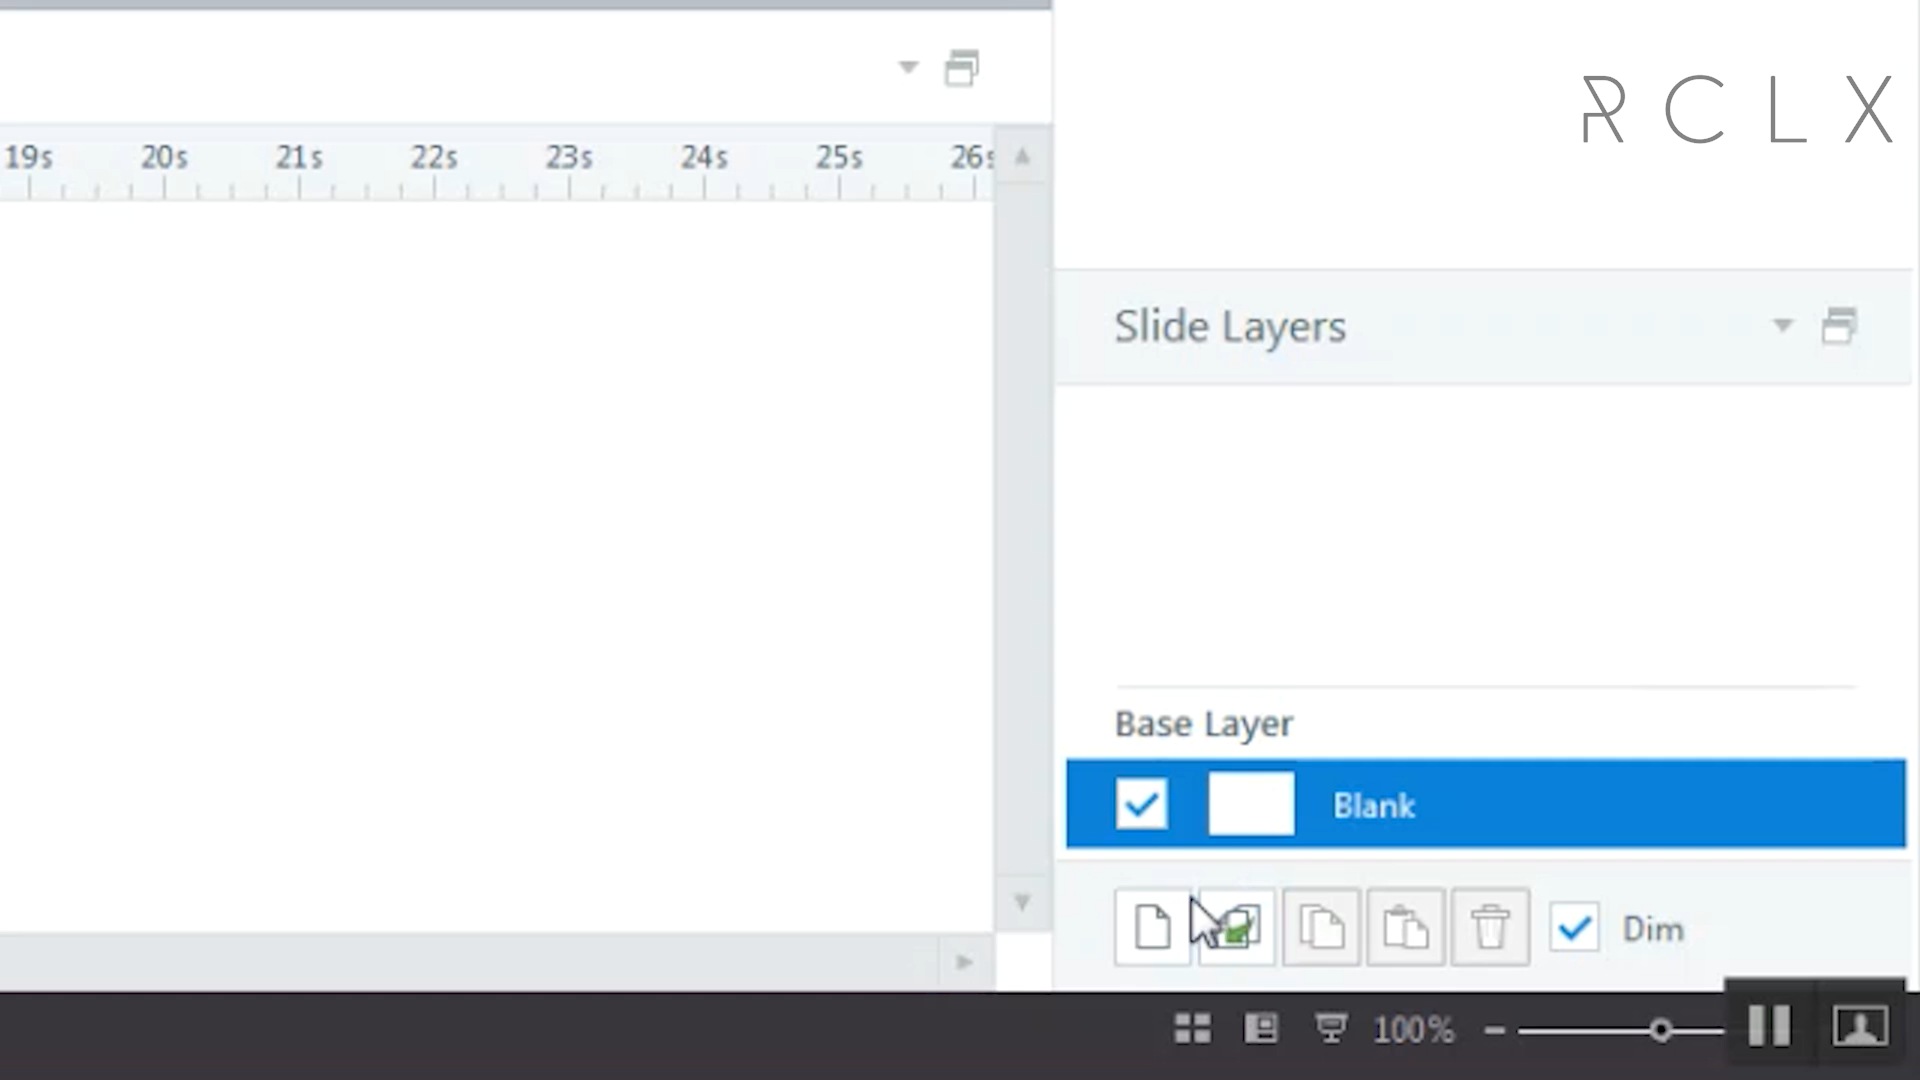 RCLX
19s 20s 21s 22s 23s 24s 25s 26s
Slide Layers
Base Layer
Blank
Dim
100%